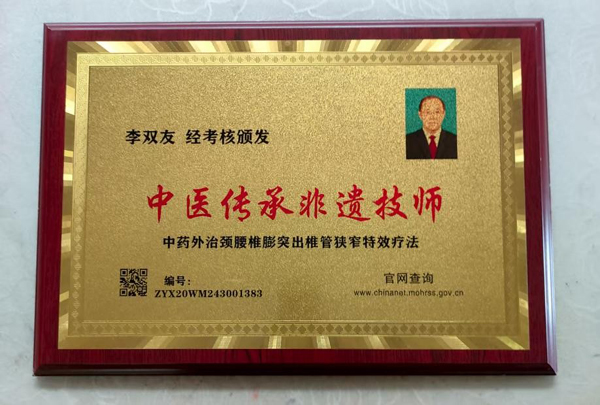 李双友 经考核颁发
中医传承非遗技师
中药外治颈腰椎膨突出椎管狭窄特效疗法
编号：
ZYX20WM243001383
官网查询
www.chinanet.mohrss.gov.cn